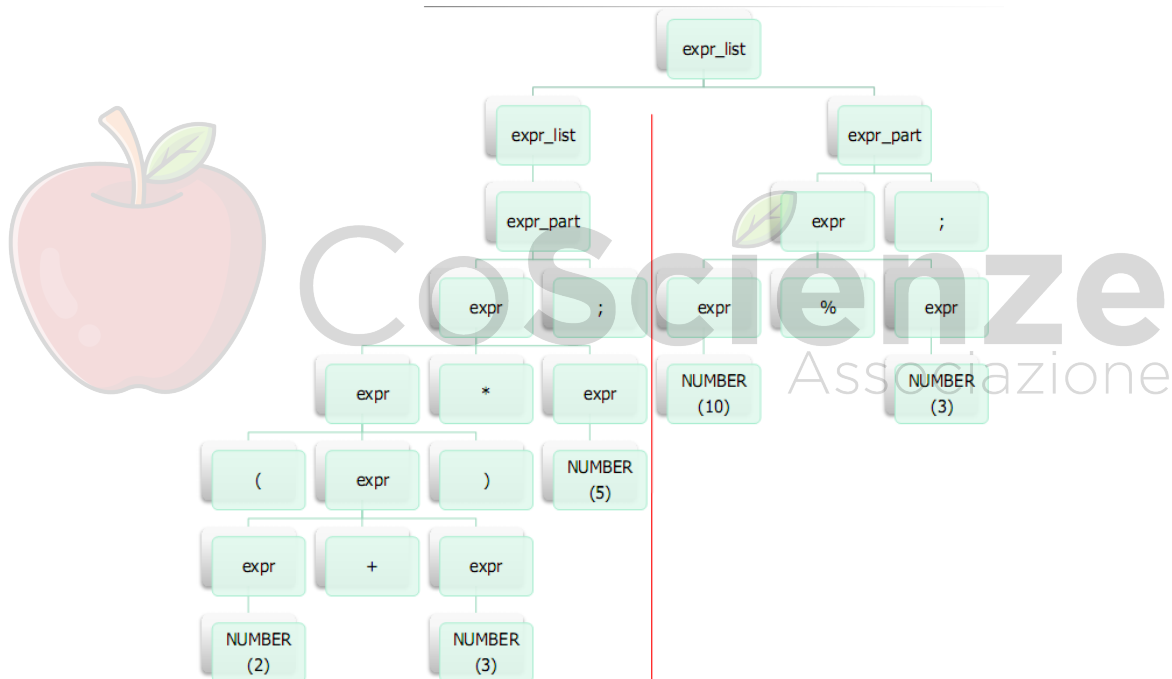 expr_list
expr_list
expr_part
expr_part
expr
;
expr
;
expr
%
expr
expr
*
expr
NUMBER
(10)
NUMBER
(3)
(
expr
)
NUMBER
(5)
expr
+
expr
NUMBER
(2)
NUMBER
(3)
CoScienze
Associazione